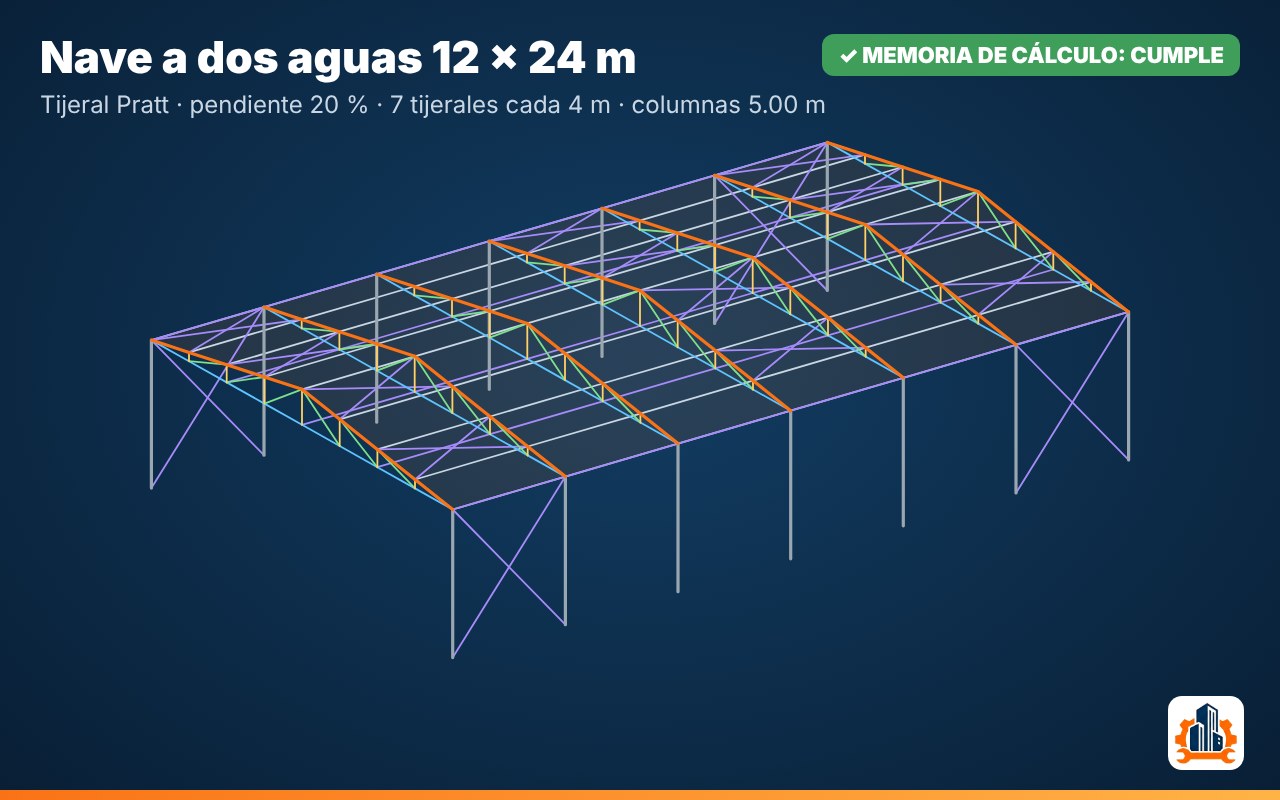 Nave a dos aguas 12 × 24 m
✓ MEMORIA DE CÁLCULO: CUMPLE
Tijeral Pratt · pendiente 20 % · 7 tijerales cada 4 m · columnas 5.00 m